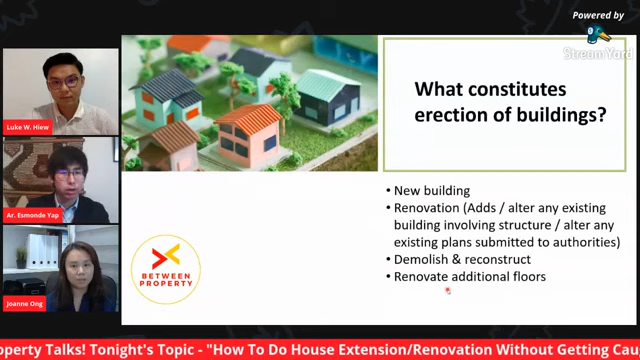 Powered by
StreamYard
Luke W. Hiew
Ar. Esmonde Yap
Joanne Ong
What constitutes
erection of buildings?
• New building
• Renovation (Adds / alter any existing
building involving structure / alter any
existing plans submitted to authorities)
• Demolish & reconstruct
• Renovate additional floors
BETWEEN
PROPERTY
operty Talks! Tonight's Topic - "How To Do House Extension/Renovation Without Getting Cau